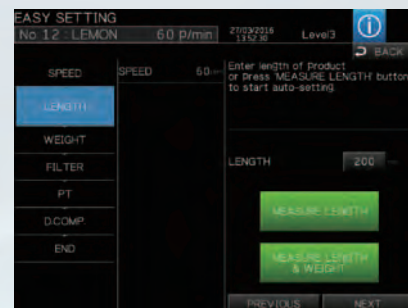 EASY SETTING
No 12 : LEMON 60 p/min 27/03/2016 13:52:30 Level3
BACK
SPEED
LENGTH
WEIGHT
FILTER
PT
D.COMP.
END
SPEED 60
Enter length of Product
or Press 'MEASURE LENGTH' button
to start auto-setting.
LENGTH 200
MEASURE LENGTH
MEASURE LENGTH
& WEIGHT
PREVIOUS NEXT